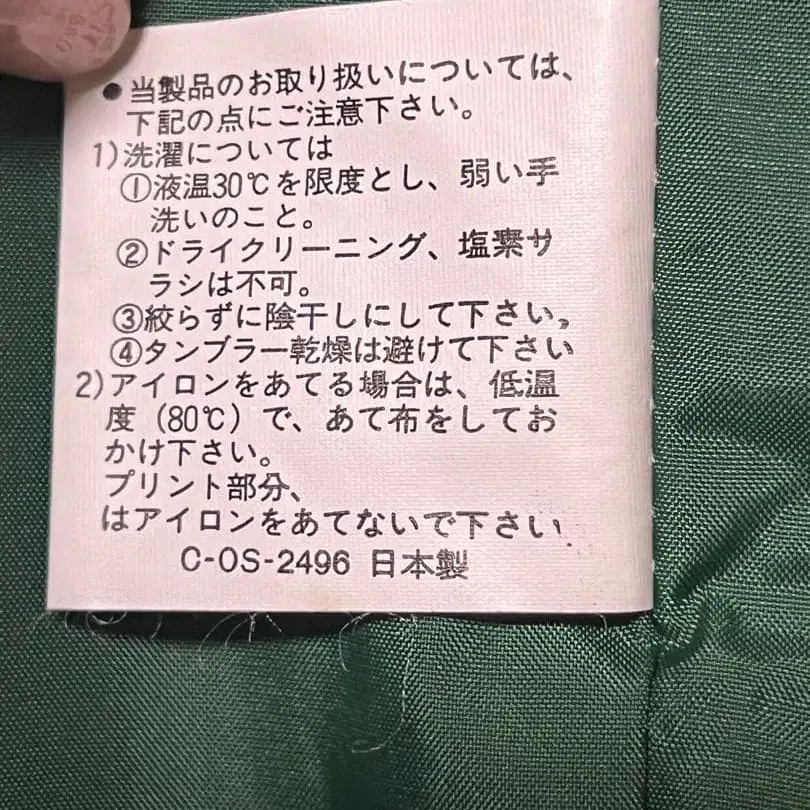 ●当製品のお取り扱いについては、
下記の点にご注意下さい。
1)洗濯については
①液温30℃を限度とし、弱い手
洗いのこと。
②ドライクリーニング、塩素サ
ラシは不可。
③絞らずに陰干しにして下さい。
④タンブラー乾燥は避けて下さい
2)アイロンをあてる場合は、低温
度（80℃）で、あて布をしてお
かけ下さい。
プリント部分、
はアイロンをあてないで下さい.
C-OS-2496 日本製